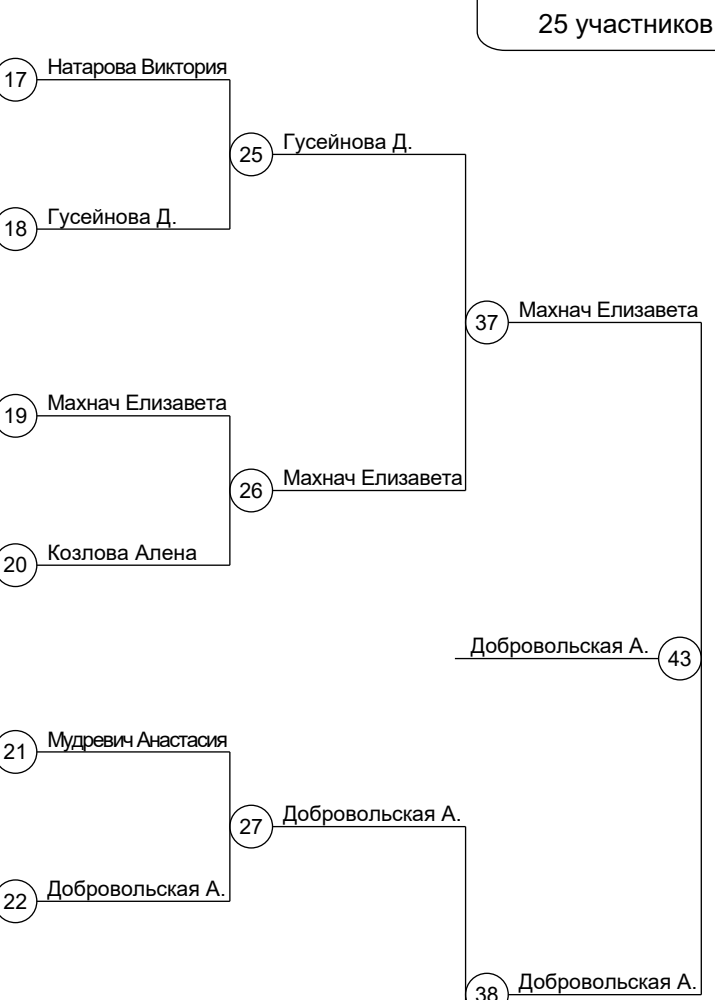 25 участников
17 Натарова Виктория
25 Гусейнова Д.
18 Гусейнова Д.
37 Махнач Елизавета
19 Махнач Елизавета
26 Махнач Елизавета
20 Козлова Алена
Добровольская А. 43
21 Мудревич Анастасия
27 Добровольская А.
22 Добровольская А.
38 Добровольская А.